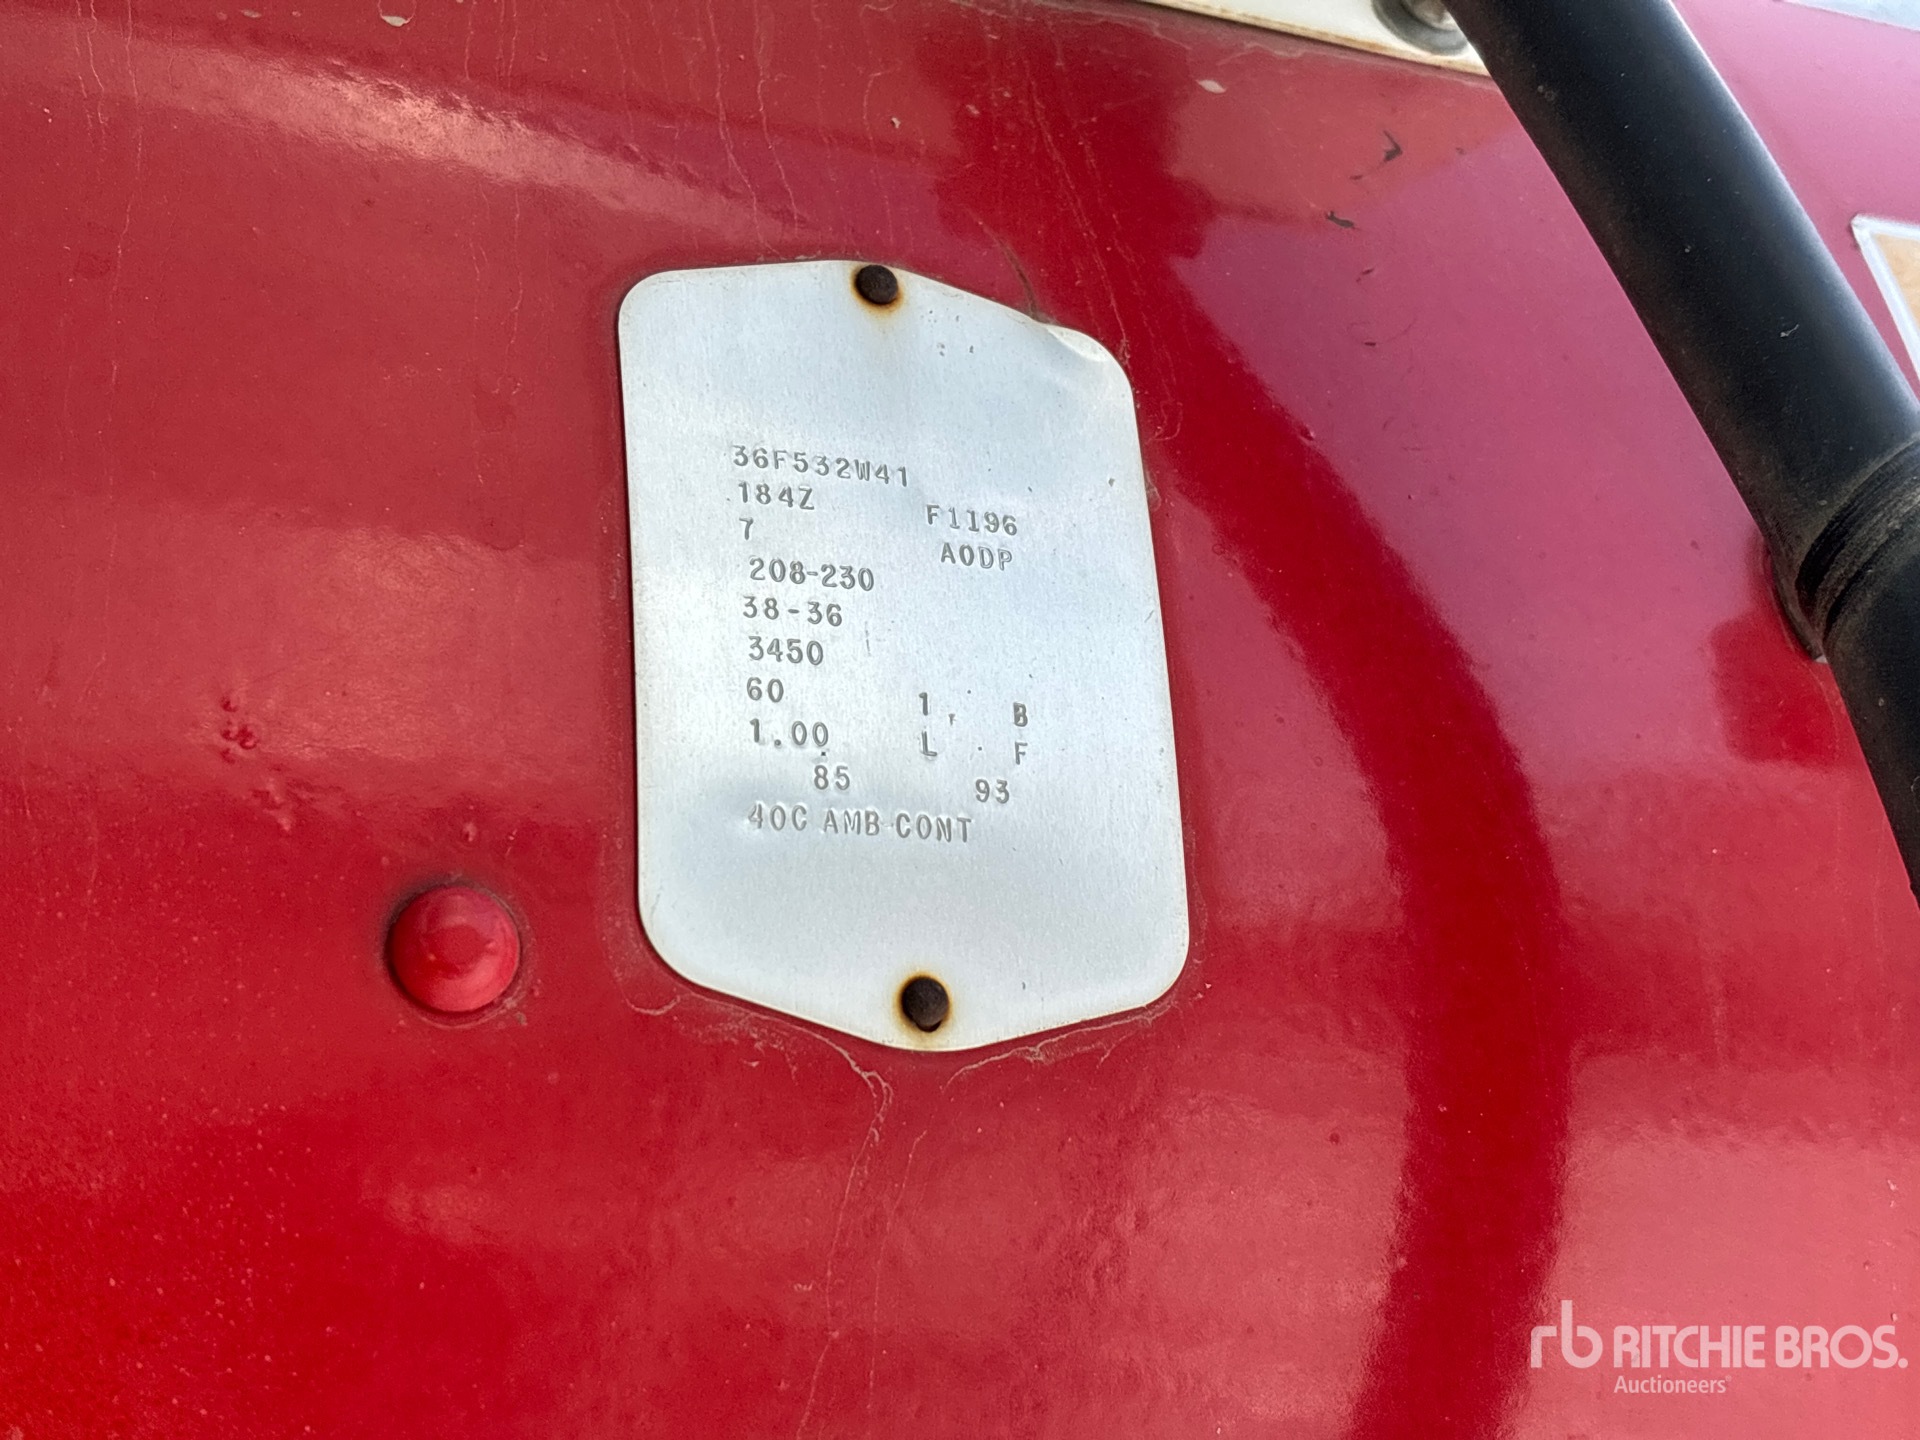 36F532W41
184Z F1196
7 AODP
208-230
38-36
3450
60 1 B
1.00 L F
85 93
40C AMB CONT
rb RITCHIE BROS.
Auctioneers